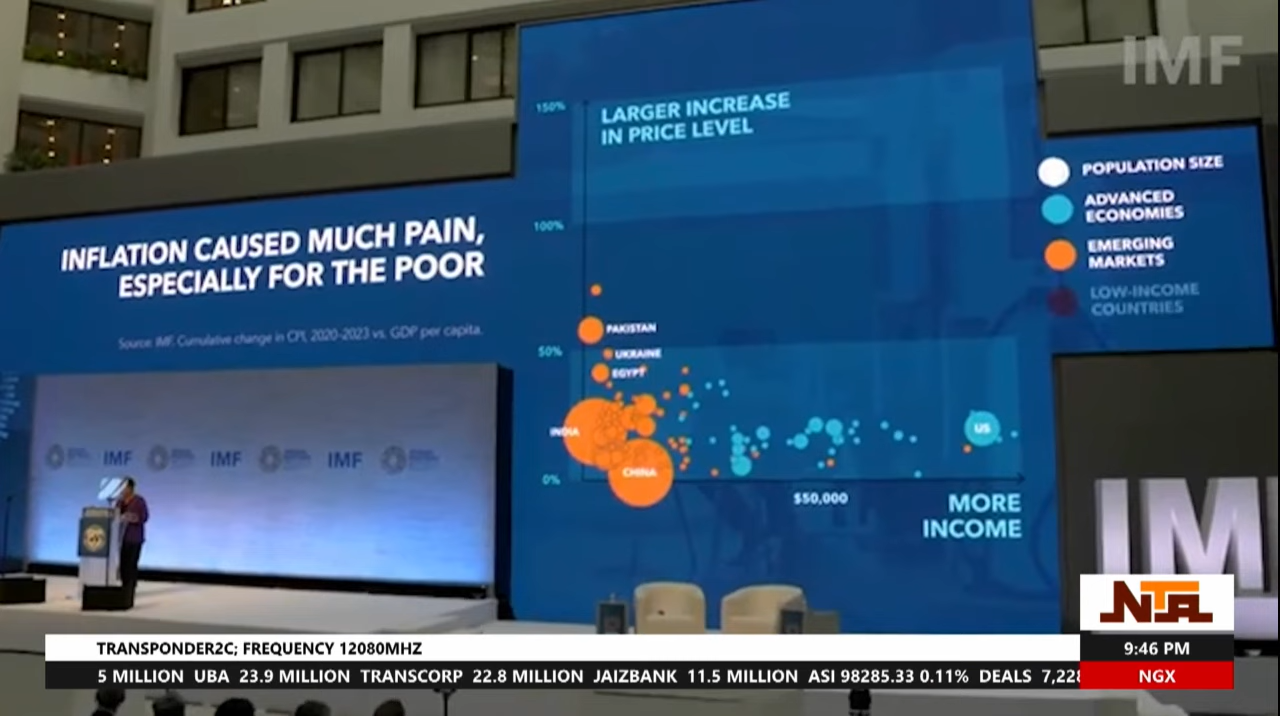 IMF
INFLATION CAUSED MUCH PAIN,
ESPECIALLY FOR THE POOR
Source: IMF. Cumulative change in CPI, 2020-2023 vs. GDP per capita.
150%
LARGER INCREASE
IN PRICE LEVEL
100%
50%
0%
PAKISTAN
UKRAINE
EGYPT
INDIA
CHINA
US
$50,000
MORE
INCOME
POPULATION SIZE
ADVANCED
ECONOMIES
EMERGING
MARKETS
LOW-INCOME
COUNTRIES
IMF IMF IMF
IM
NTA
TRANSPONDER2C; FREQUENCY 12080MHZ
9:46 PM
5 MILLION UBA 23.9 MILLION TRANSCORP 22.8 MILLION JAIZBANK 11.5 MILLION ASI 98285.33 0.11% DEALS 7,228
NGX